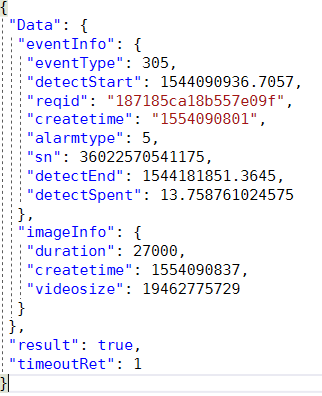 {
"Data": {
"eventInfo": {
"eventType": 305,
"detectStart": 1544090936.7057,
"reqid": "187185ca18b557e09f",
"createtime": "1554090801",
"alarmtype": 5,
"sn": 36022570541175,
"detectEnd": 1544181851.3645,
"detectSpent": 13.758761024575
},
"imageInfo": {
"duration": 27000,
"createtime": 1554090837,
"videosize": 19462775729
}
},
"result": true,
"timeoutRet": 1
}